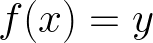 f(x) = y